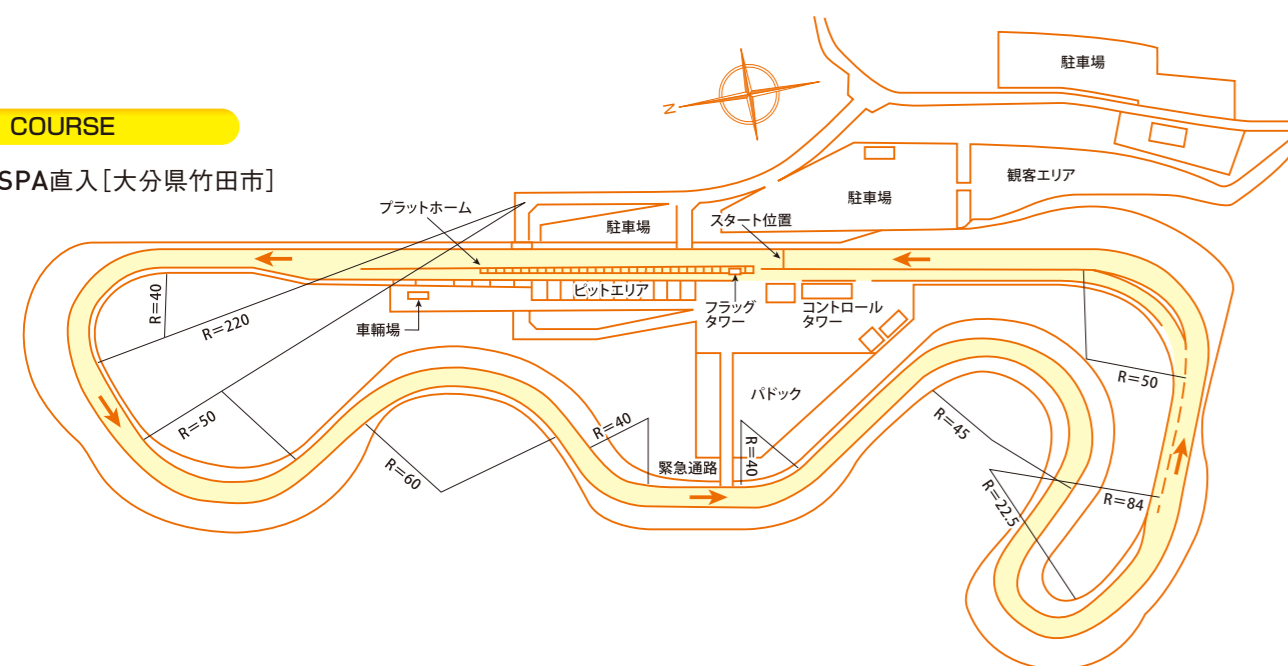 COURSE
SPA直入[大分県竹田市]
N
駐車場
観客エリア
駐車場
プラットホーム
駐車場
スタート位置
ピットエリア
車輛場
フラッグ
タワー
コントロール
タワー
パドック
緊急通路
R=40
R=220
R=50
R=60
R=40
R=40
R=45
R=22.5
R=84
R=50